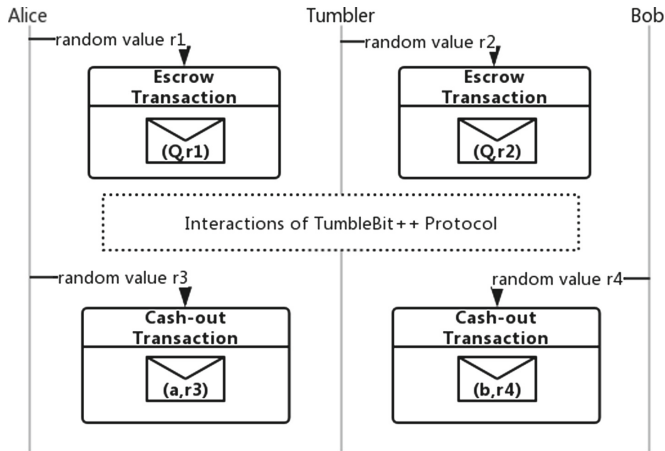 Alice
Tumbler
Bob
random value r1
random value r2
Escrow
Transaction
(Q,r1)
Escrow
Transaction
(Q,r2)
Interactions of TumbleBit++ Protocol
random value r3
random value r4
Cash-out
Transaction
(a,r3)
Cash-out
Transaction
(b,r4)